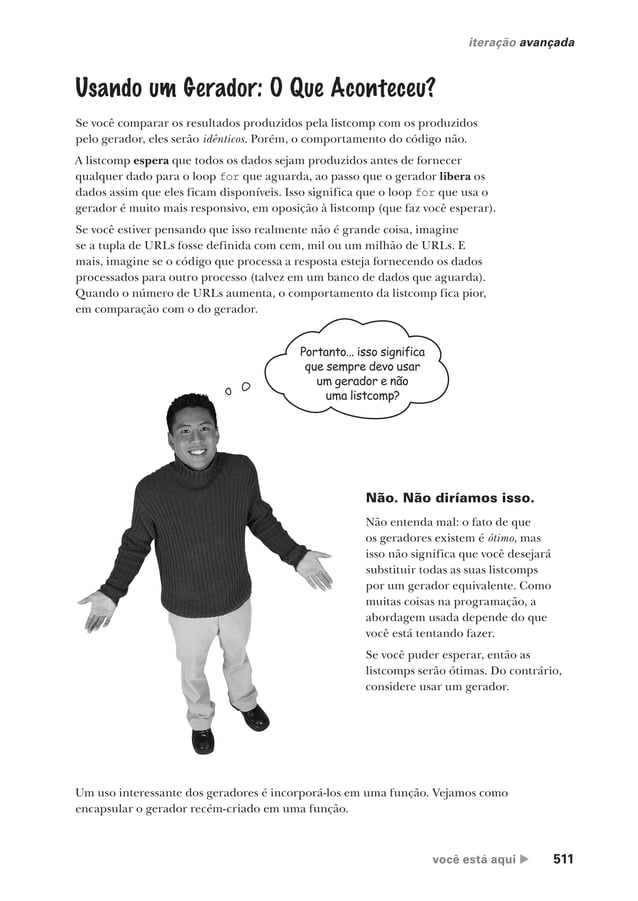 iteração avançada
Usando um Gerador: O Que Aconteceu?
Se você comparar os resultados produzidos pela listcomp com os produzidos
pelo gerador, eles serão idênticos. Porém, o comportamento do código não.
A listcomp espera que todos os dados sejam produzidos antes de fornecer
qualquer dado para o loop for que aguarda, ao passo que o gerador libera os
dados assim que eles ficam disponíveis. Isso significa que o loop for que usa o
gerador é muito mais responsivo, em oposição à listcomp (que faz você esperar).
Se você estiver pensando que isso realmente não é grande coisa, imagine
se a tupla de URLs fosse definida com cem, mil ou um milhão de URLs. E
mais, imagine se o código que processa a resposta esteja fornecendo os dados
processados para outro processo (talvez em um banco de dados que aguarda).
Quando o número de URLs aumenta, o comportamento da listcomp fica pior,
em comparação com o do gerador.
Portanto... isso significa
que sempre devo usar
um gerador e não
uma listcomp?
Não. Não diríamos isso.
Não entenda mal: o fato de que
os geradores existem é ótimo, mas
isso não significa que você desejará
substituir todas as suas listcomps
por um gerador equivalente. Como
muitas coisas na programação, a
abordagem usada depende do que
você está tentando fazer.
Se você puder esperar, então as
listcomps serão ótimas. Do contrário,
considere usar um gerador.
Um uso interessante dos geradores é incorporá-los em uma função. Vejamos como
encapsular o gerador recém-criado em uma função.
você está aqui ▶ 511